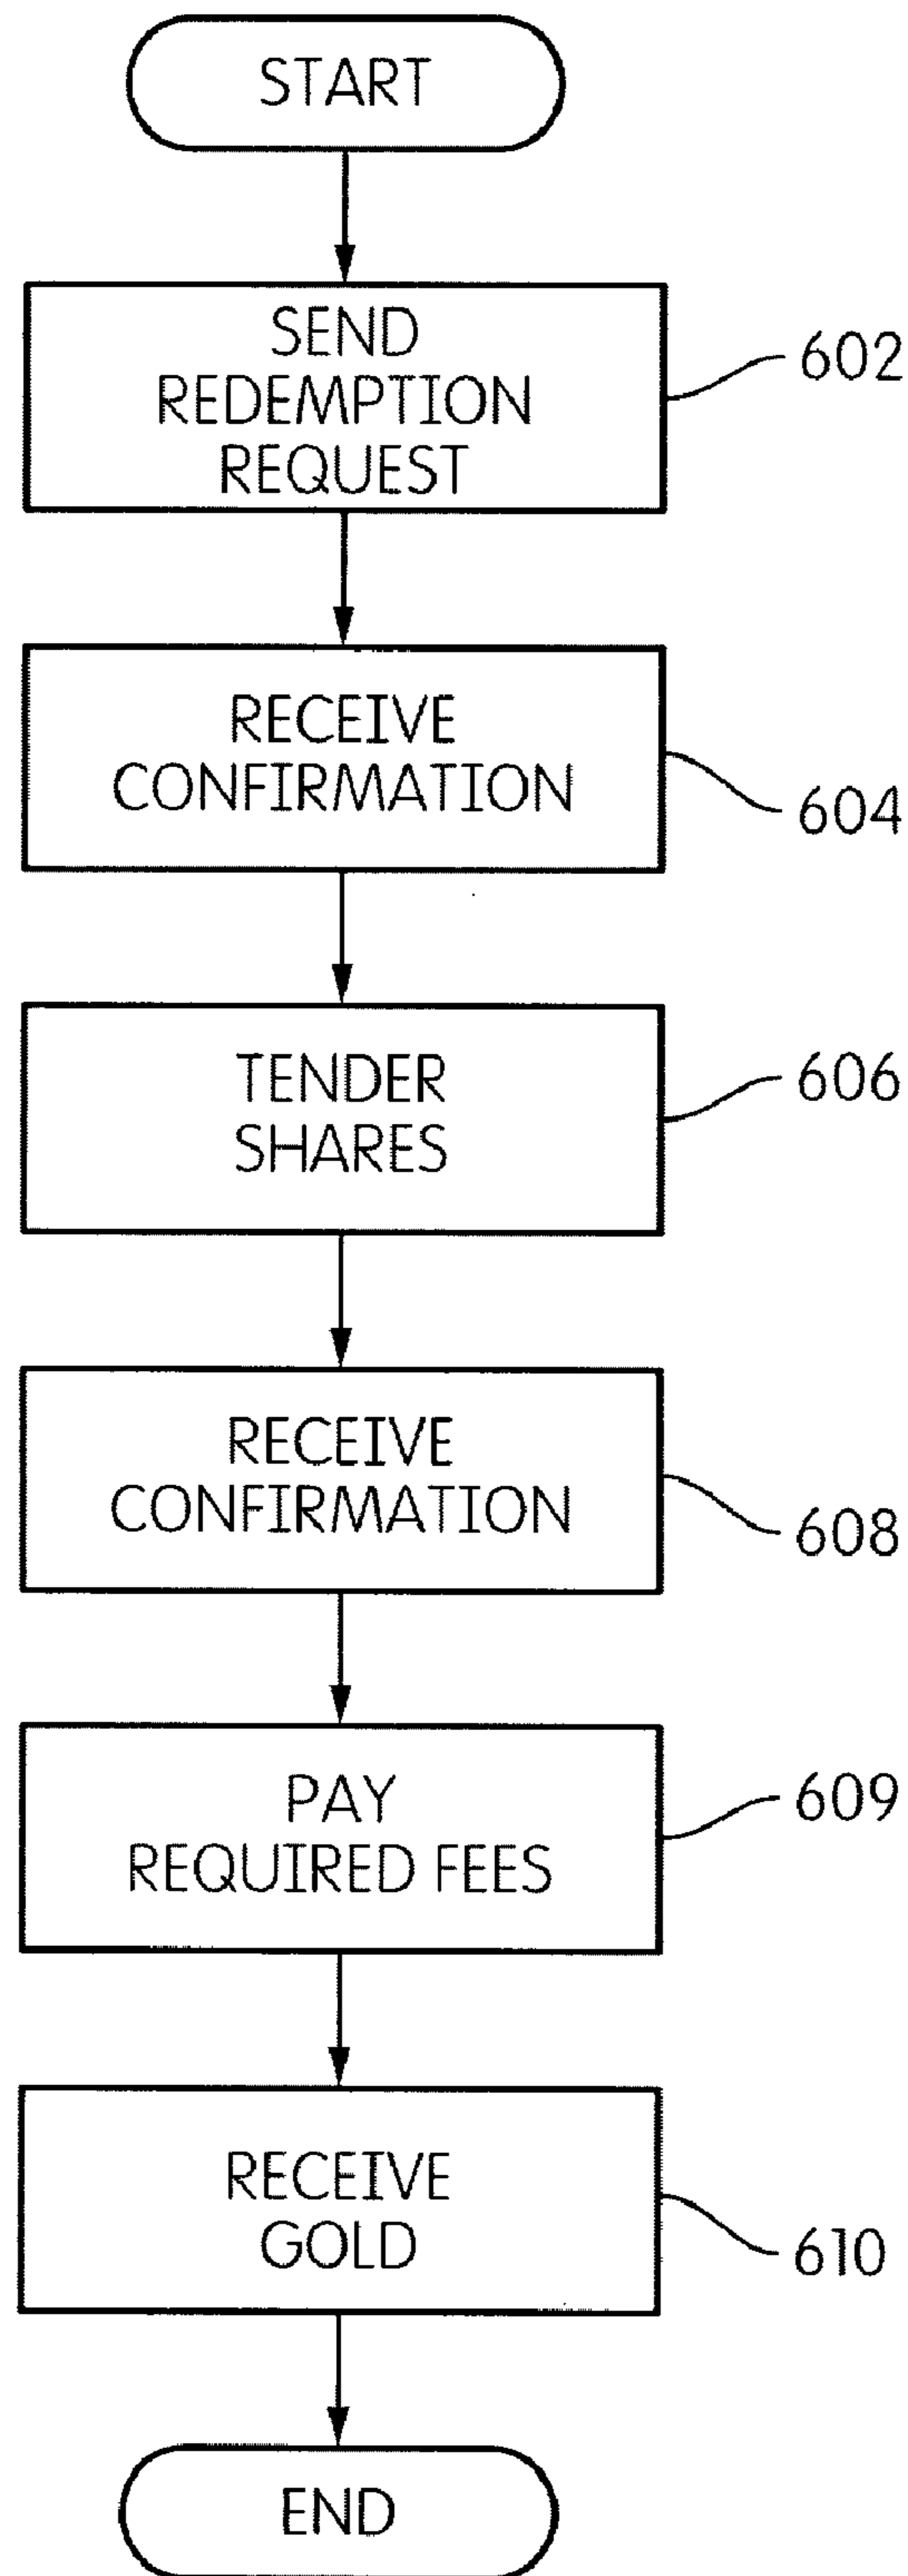 START
SEND
REDEMPTION
REQUEST
602
RECEIVE
CONFIRMATION
604
TENDER
SHARES
606
RECEIVE
CONFIRMATION
608
PAY
REQUIRED FEES
609
RECEIVE
GOLD
610
END